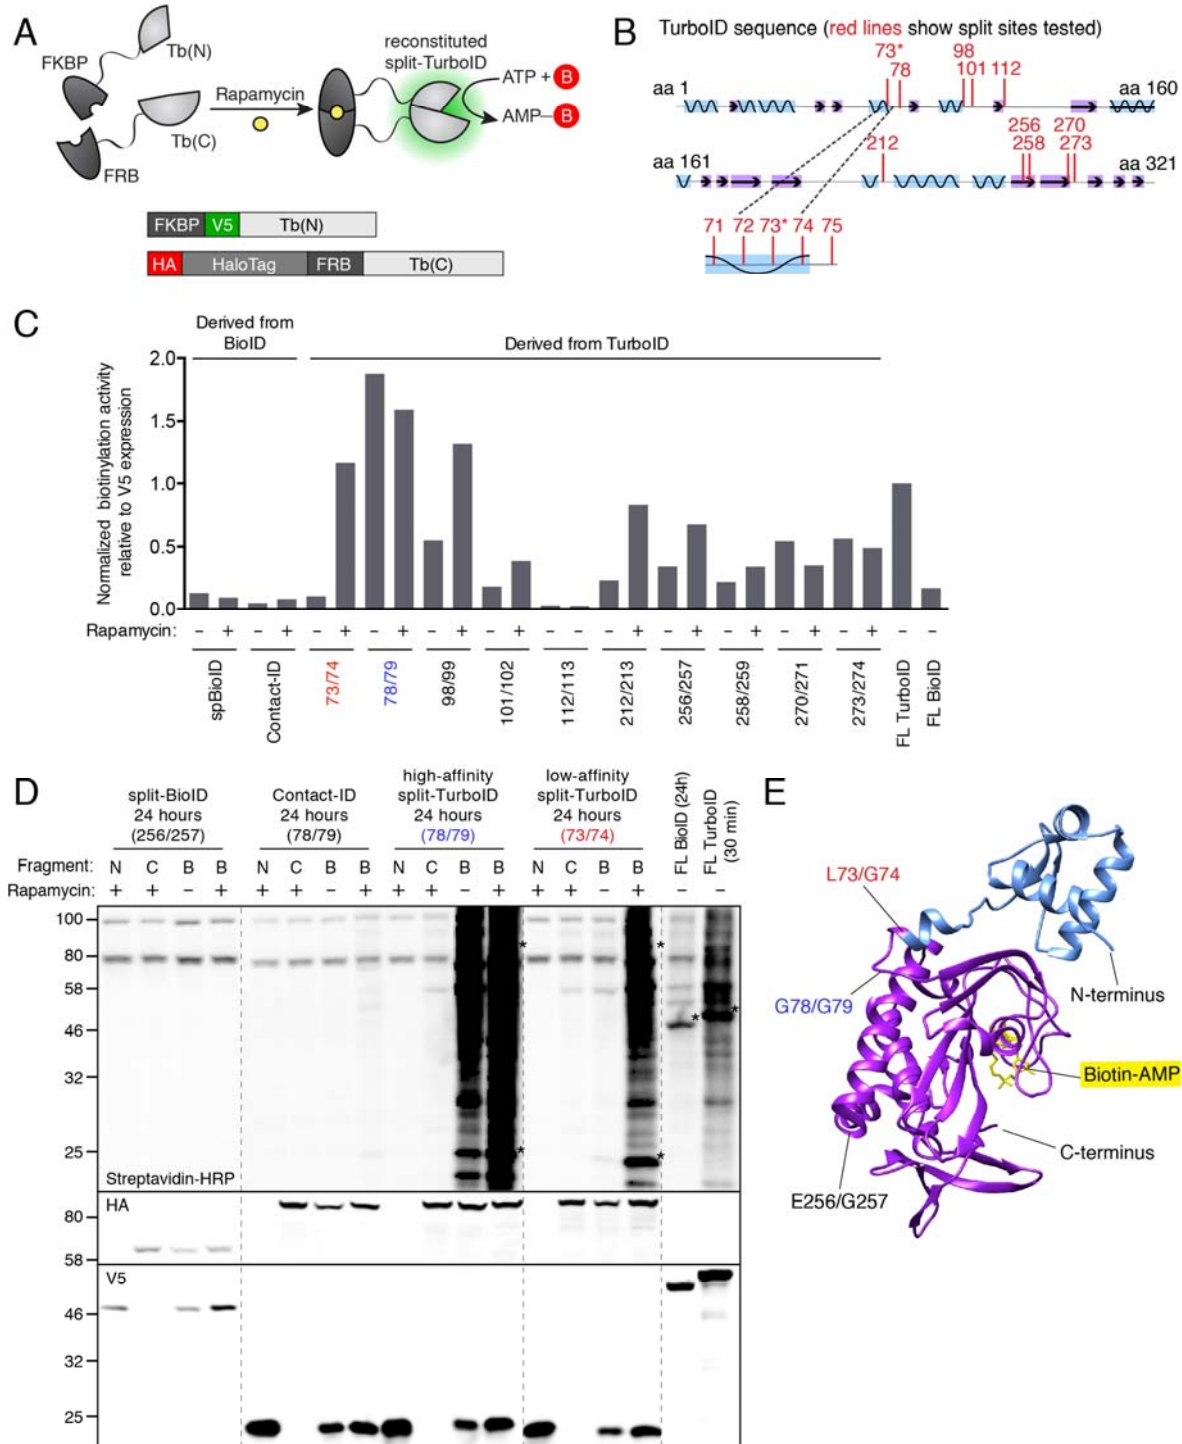 A
FKBP
Tb(N)
Rapamycin
Tb(C)
FRB
reconstituted
split-TurboID
ATP + B
AMP–B
FKBP V5 Tb(N)
HA HaloTag FRB Tb(C)
B
TurboID sequence (red lines show split sites tested)
73* 98
78 101 112
aa 1 aa 160
256 270
212 258 273
aa 161 aa 321
71 72 73* 74 75
C
Derived from
BioID
Derived from TurboID
Normalized biotinylation activity
relative to V5 expression
2.0
1.5
1.0
0.5
0.0
Rapamycin: – + – + – + – + – + – + – + – + – + – + – + – + – –
spBioID
Contact-ID
73/74
78/79
98/99
101/102
112/113
212/213
256/257
258/259
270/271
273/274
FL TurboID
FL BioID
D
split-BioID
24 hours
(256/257)
Contact-ID
24 hours
(78/79)
high-affinity
split-TurboID
24 hours
(78/79)
low-affinity
split-TurboID
24 hours
(73/74)
FL BioID (24h)
FL TurboID
(30 min)
Fragment: N C B B N C B B N C B B N C B B
Rapamycin: + + – + + + – + + + – + + + – + – –
100
80
58
46
32
25
Streptavidin-HRP
HA
80
58
V5
46
32
25
E
L73/G74
G78/G79
N-terminus
Biotin-AMP
C-terminus
E256/G257